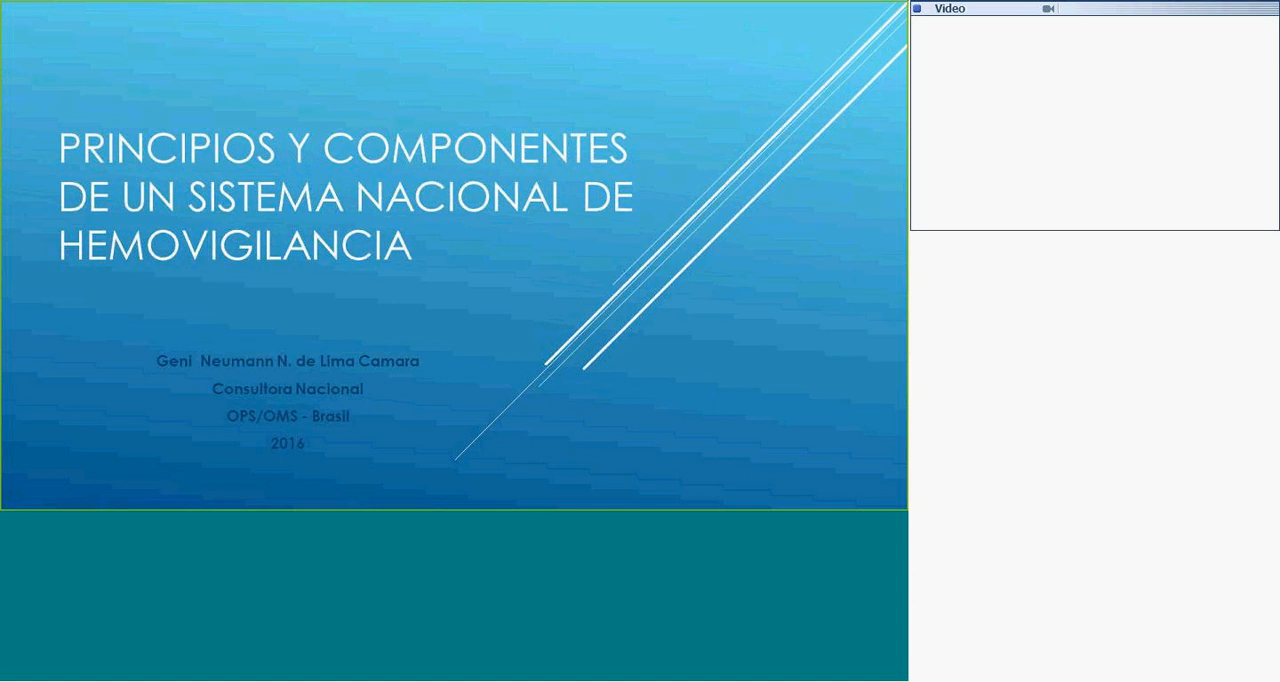 PRINCIPIOS Y COMPONENTES
DE UN SISTEMA NACIONAL DE
HEMOVIGILANCIA
Geni Neumann N. de Lima Camara
Consultora Nacional
OPS/OMS - Brasil
2016
Video